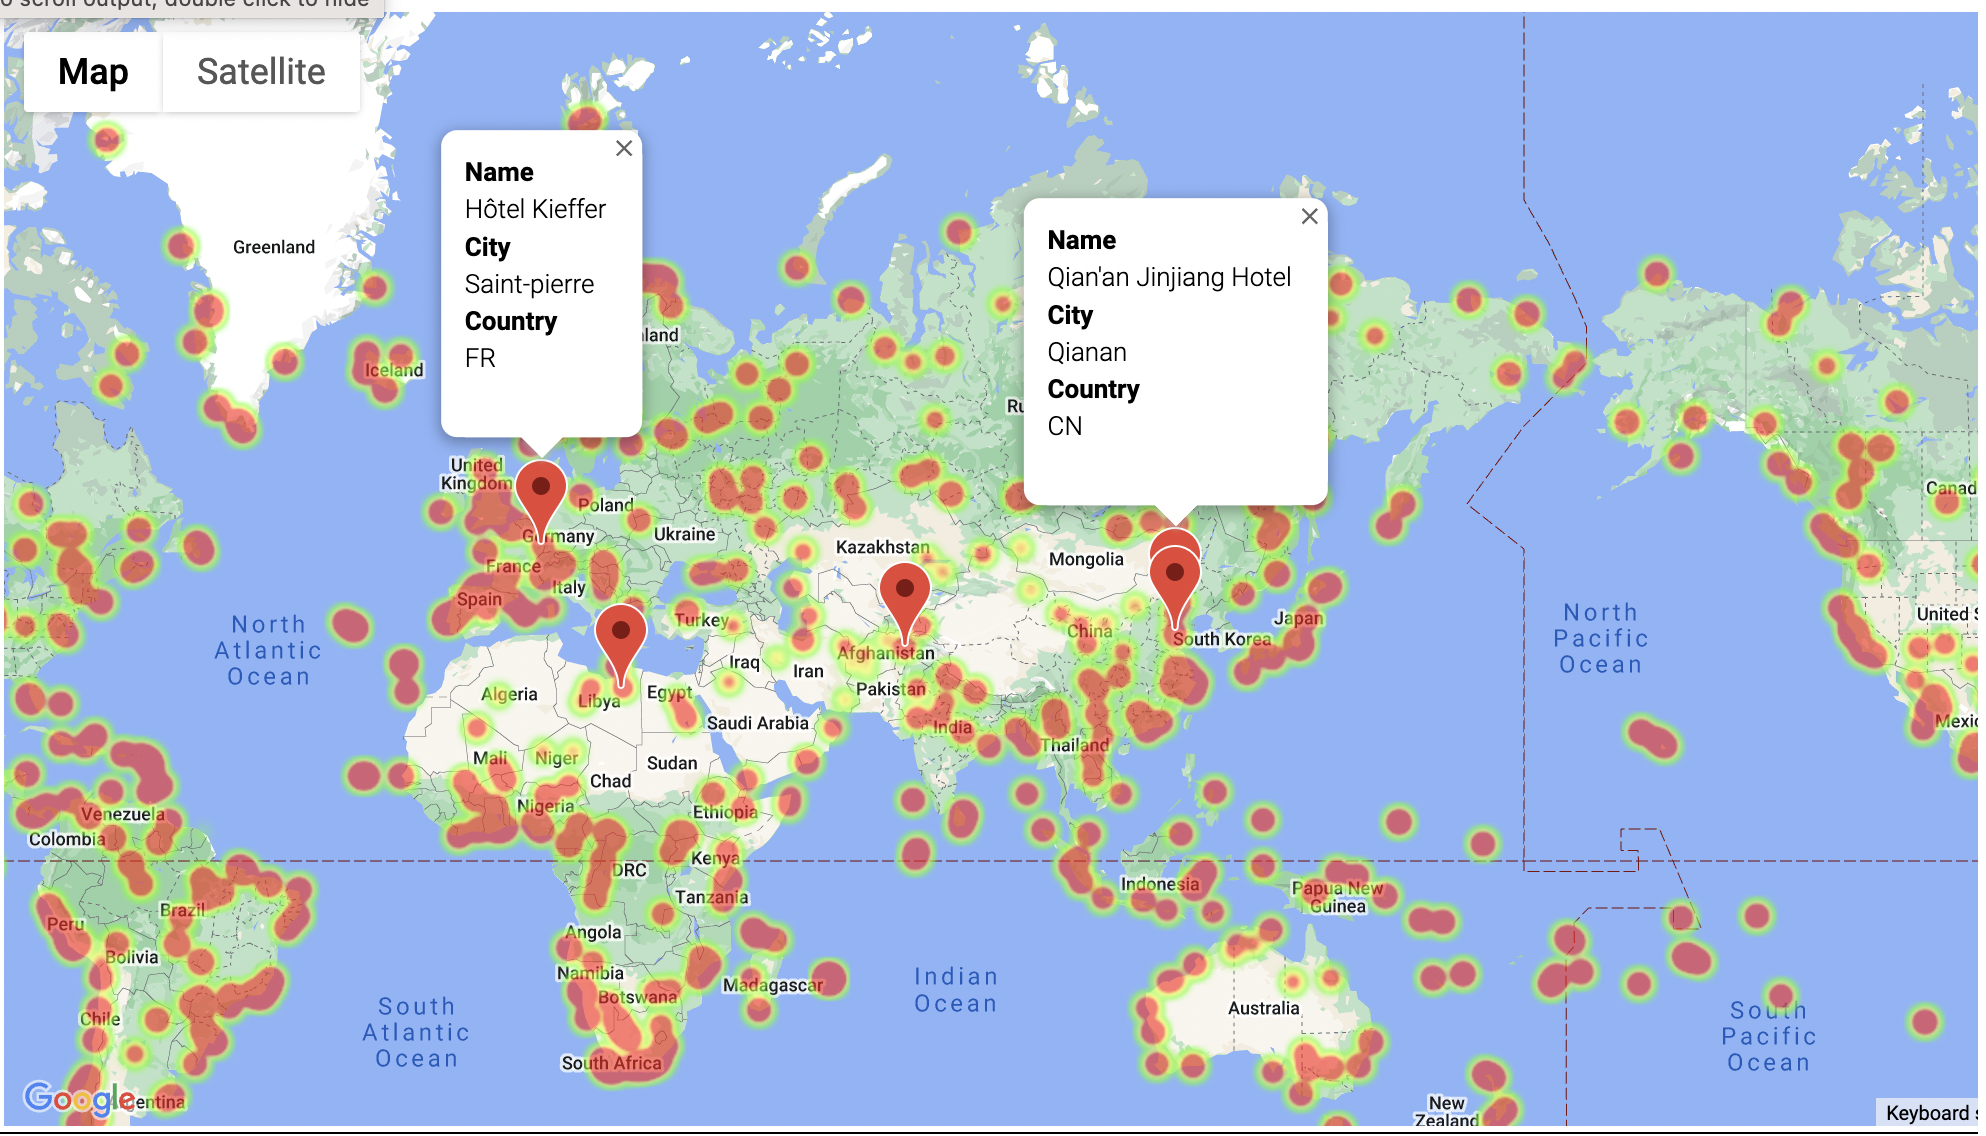 o scroll output; double click to hide
Map
Satellite
Name
Hôtel Kieffer
City
Saint-pierre
Country
FR
Name
Qian'an Jinjiang Hotel
City
Qianan
Country
CN
Greenland
Iceland
United
Kingdom
Poland
Germany
Ukraine
France
Italy
Spain
Kazakhstan
Mongolia
Turkey
China
Japan
South Korea
Afghanistan
Iraq
Iran
Algeria
Libya
Egypt
Pakistan
Saudi Arabia
India
Mali
Niger
Chad
Sudan
Thailand
Nigeria
Ethiopia
Venezuela
Colombia
DRC
Kenya
Tanzania
Indonesia
Papua New
Guinea
Brazil
Peru
Angola
Bolivia
Namibia
Botswana
Madagascar
Chile
South Africa
Australia
New
Zealand
North
Atlantic
Ocean
North
Pacific
Ocean
South
Atlantic
Ocean
Indian
Ocean
South
Pacific
Ocean
Canad
United S
Mexic
Google
entina
Keyboard s